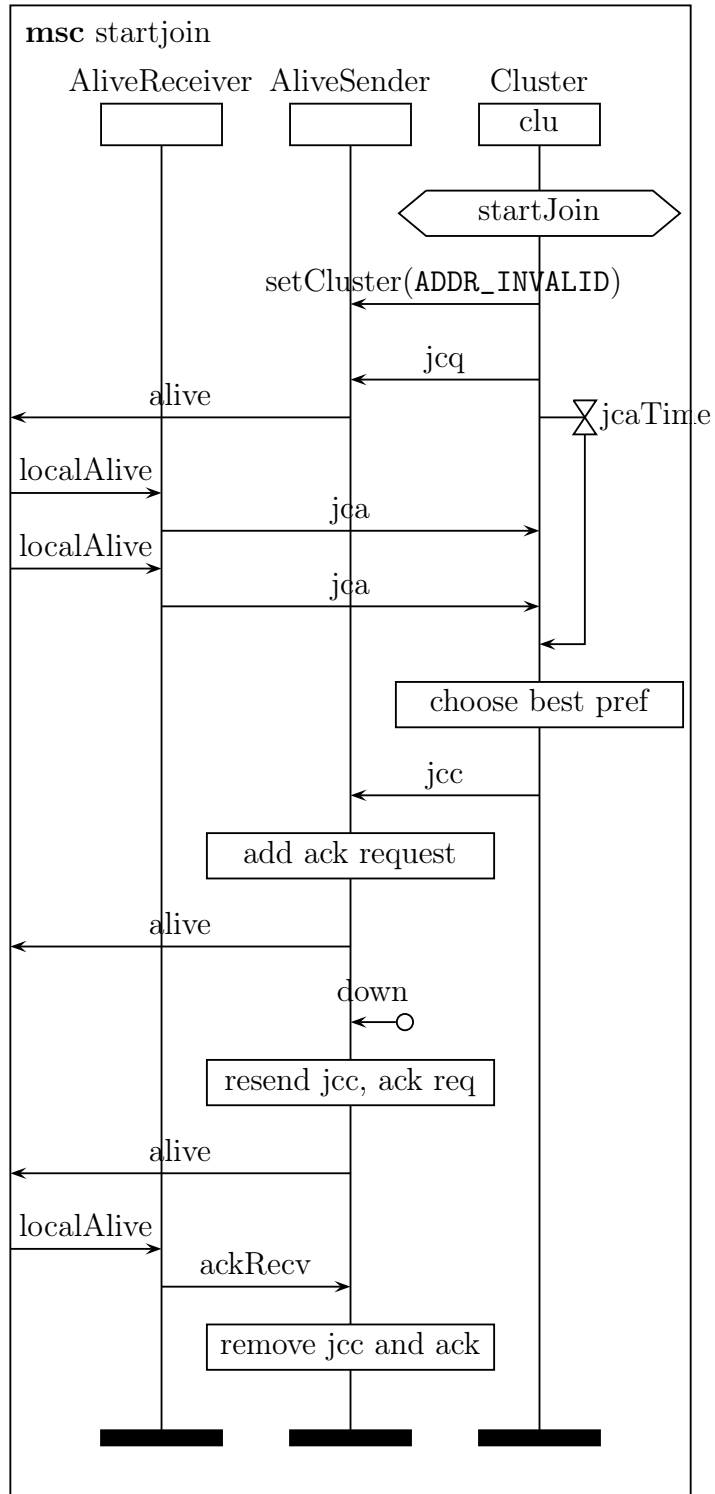 msc startjoin
AliveReceiver AliveSender Cluster
clu
startJoin
setCluster(ADDR_INVALID)
jcq
alive
jcaTime
localAlive
jca
localAlive
jca
choose best pref
jcc
add ack request
alive
down
resend jcc, ack req
alive
localAlive
ackRecv
remove jcc and ack